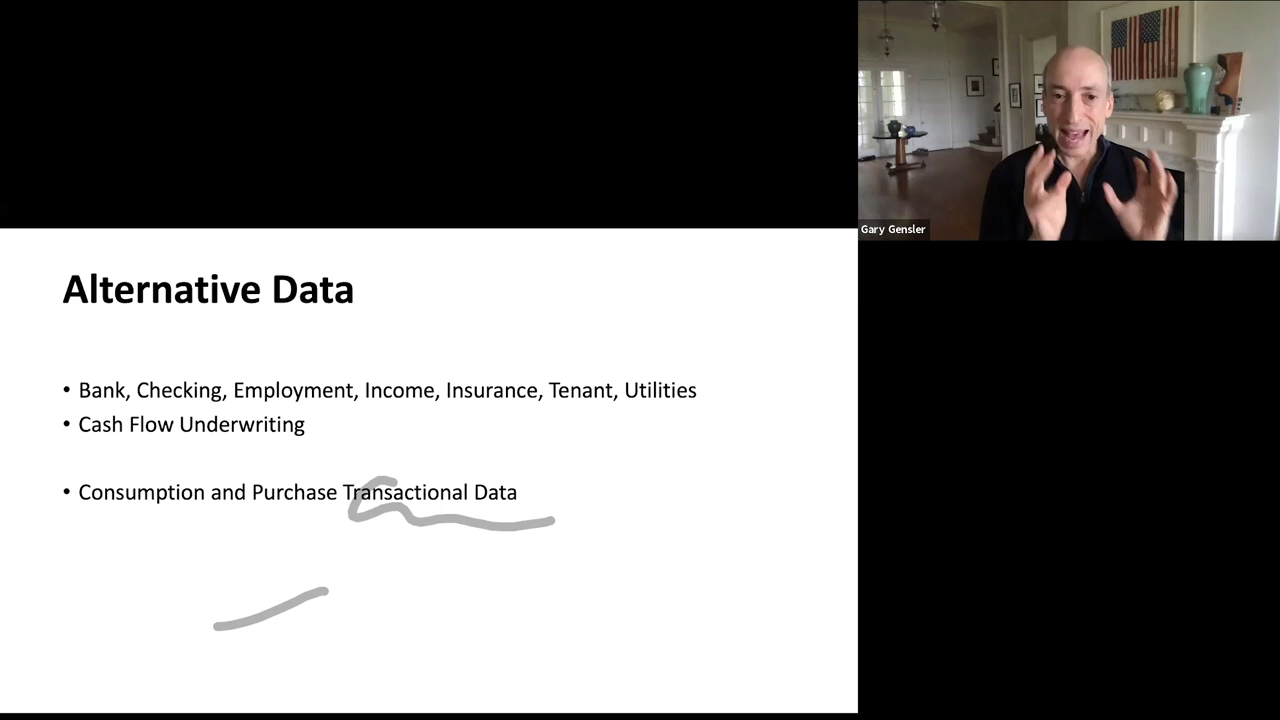 Gary Gensler
Alternative Data
• Bank, Checking, Employment, Income, Insurance, Tenant, Utilities
• Cash Flow Underwriting
• Consumption and Purchase Transactional Data